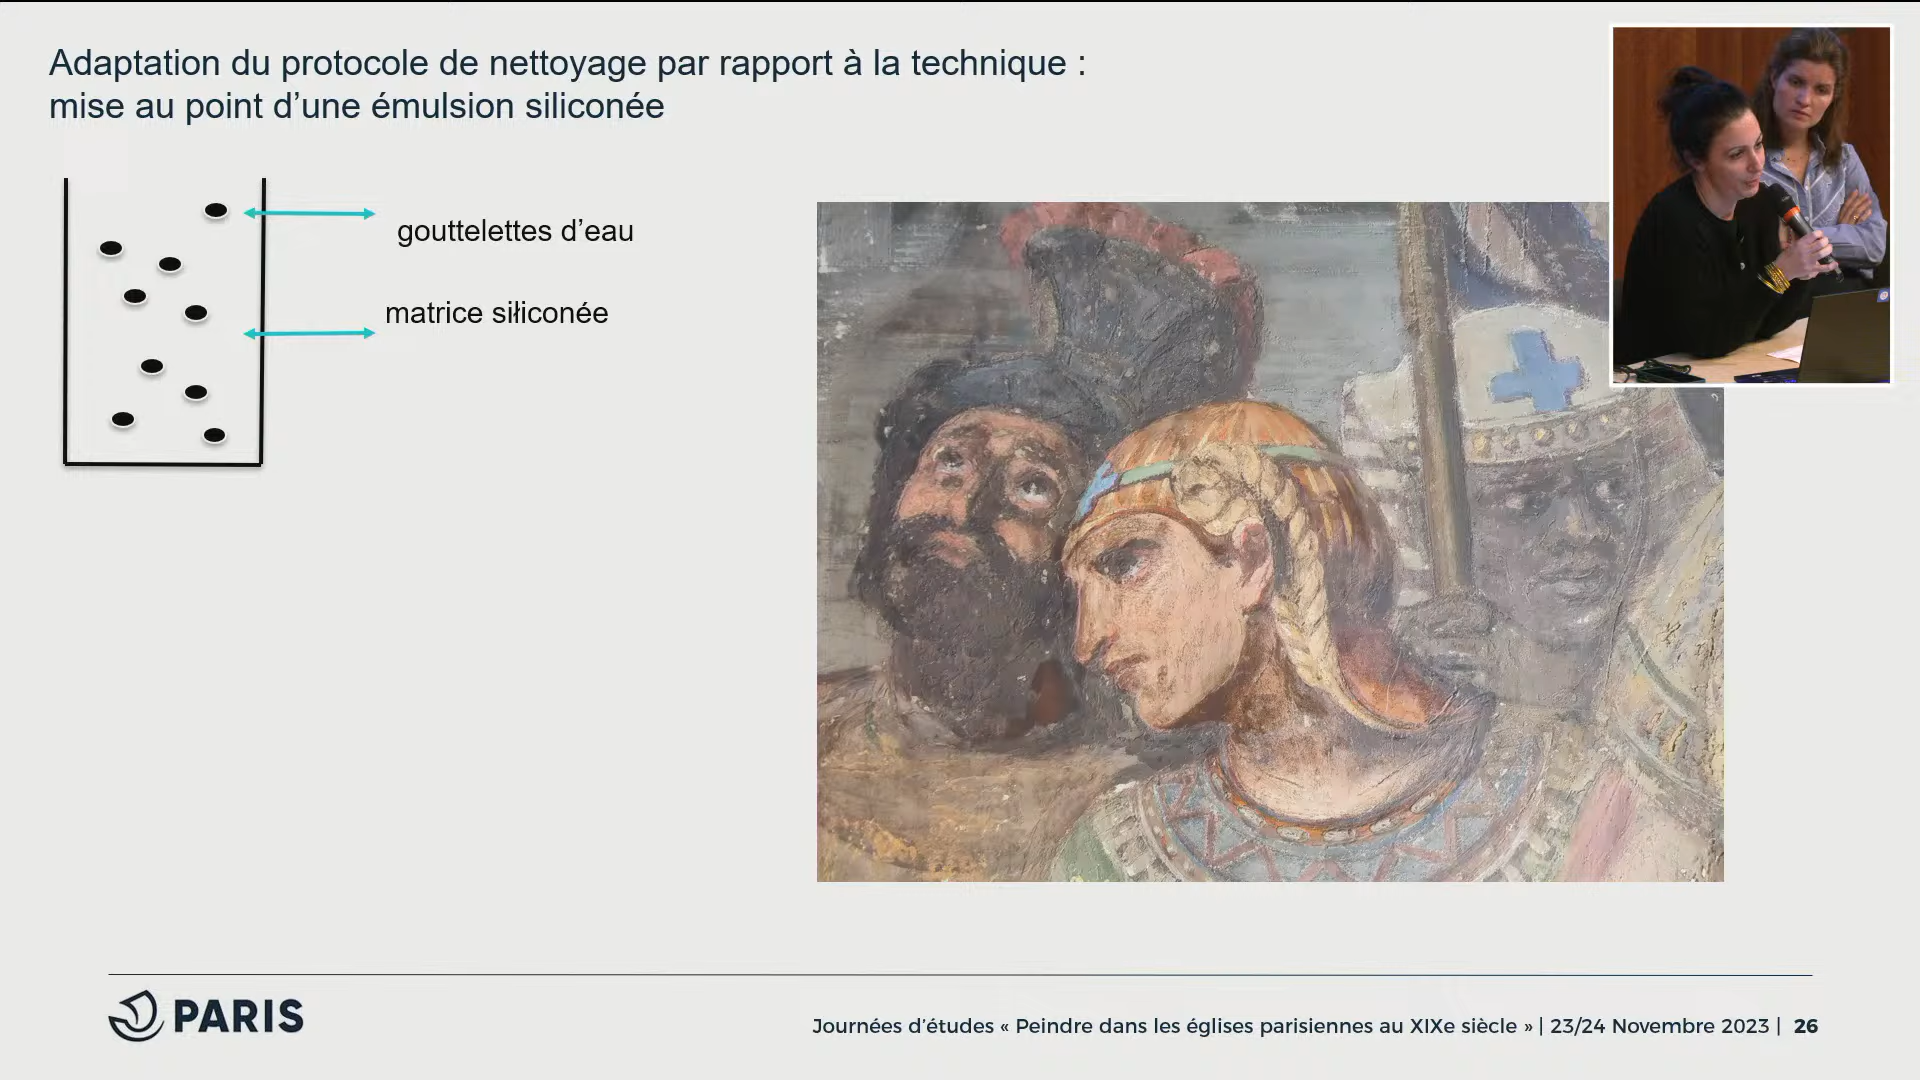 Adaptation du protocole de nettoyage par rapport à la technique :
mise au point d’une émulsion siliconée
gouttelettes d’eau
matrice siliconée
PARIS
Journées d’études « Peindre dans les églises parisiennes au XIXe siècle » | 23/24 Novembre 2023 | 26